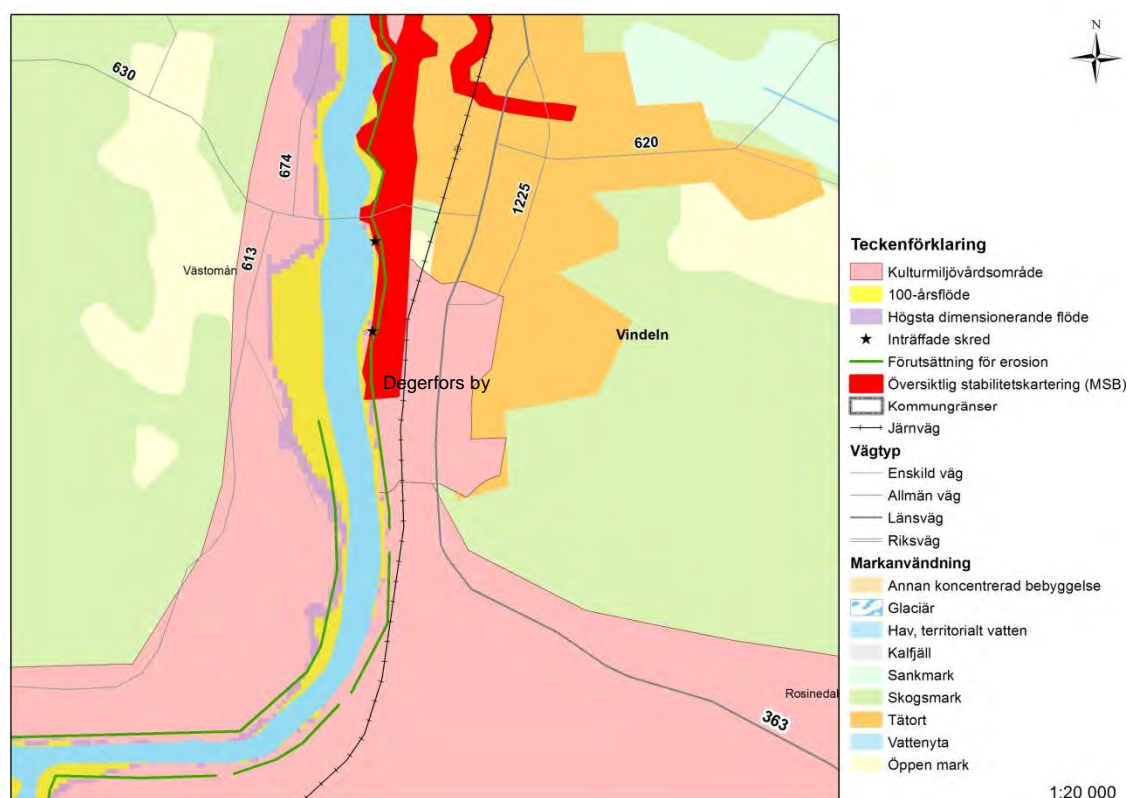 N
630
674
620
1225
613
Västomån
Vindeln
Degerfors by
Rosinedal
363
Teckenförklaring
Kulturmiljövårdsområde
100-årsflöde
Högsta dimensionerande flöde
Inträffade skred
Förutsättning för erosion
Översiktlig stabilitetskartering (MSB)
Kommungränser
Järnväg
Vägtyp
Enskild väg
Allmän väg
Länsväg
Riksväg
Markanvändning
Annan koncentrerad bebyggelse
Glaciär
Hav, territorialt vatten
Kalfjäll
Sankmark
Skogsmark
Tätort
Vattenyta
Öppen mark
1:20 000